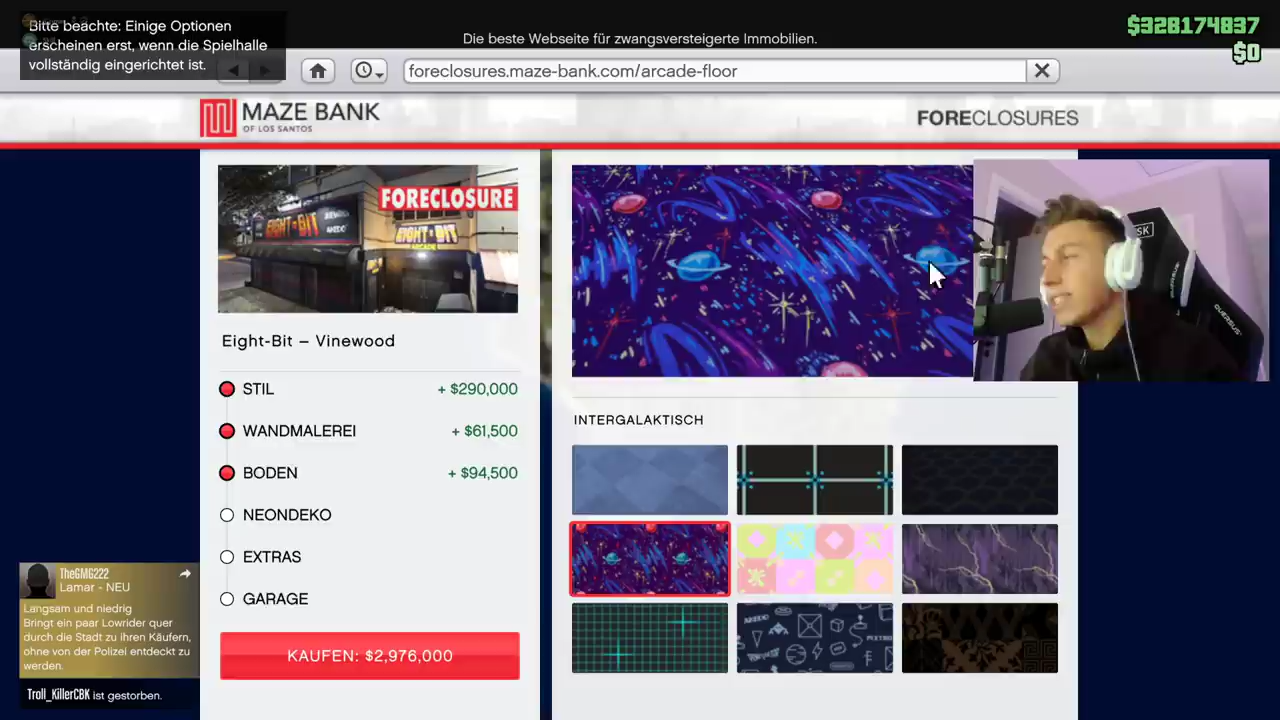 Bitte beachte: Einige Optionen
erscheinen erst, wenn die Spielhalle
vollständig eingerichtet ist.
Die beste Webseite für zwangsversteigerte Immobilien.
$328174837
$0
foreclosures.maze-bank.com/arcade-floor
MAZE BANK
OF LOS SANTOS
FORECLOSURES
FORECLOSURE
EIGHT-BIT
EIGHT-BIT
Eight-Bit – Vinewood
STIL + $290,000
WANDMALEREI + $61,500
BODEN + $94,500
NEONDEKO
EXTRAS
GARAGE
KAUFEN: $2,976,000
INTERGALAKTISCH
TheGMG222
Lamar - NEU
Langsam und niedrig
Bringt ein paar Lowrider quer
durch die Stadt zu ihren Käufern,
ohne von der Polizei entdeckt zu
werden.
Troll_KillerCBK ist gestorben.